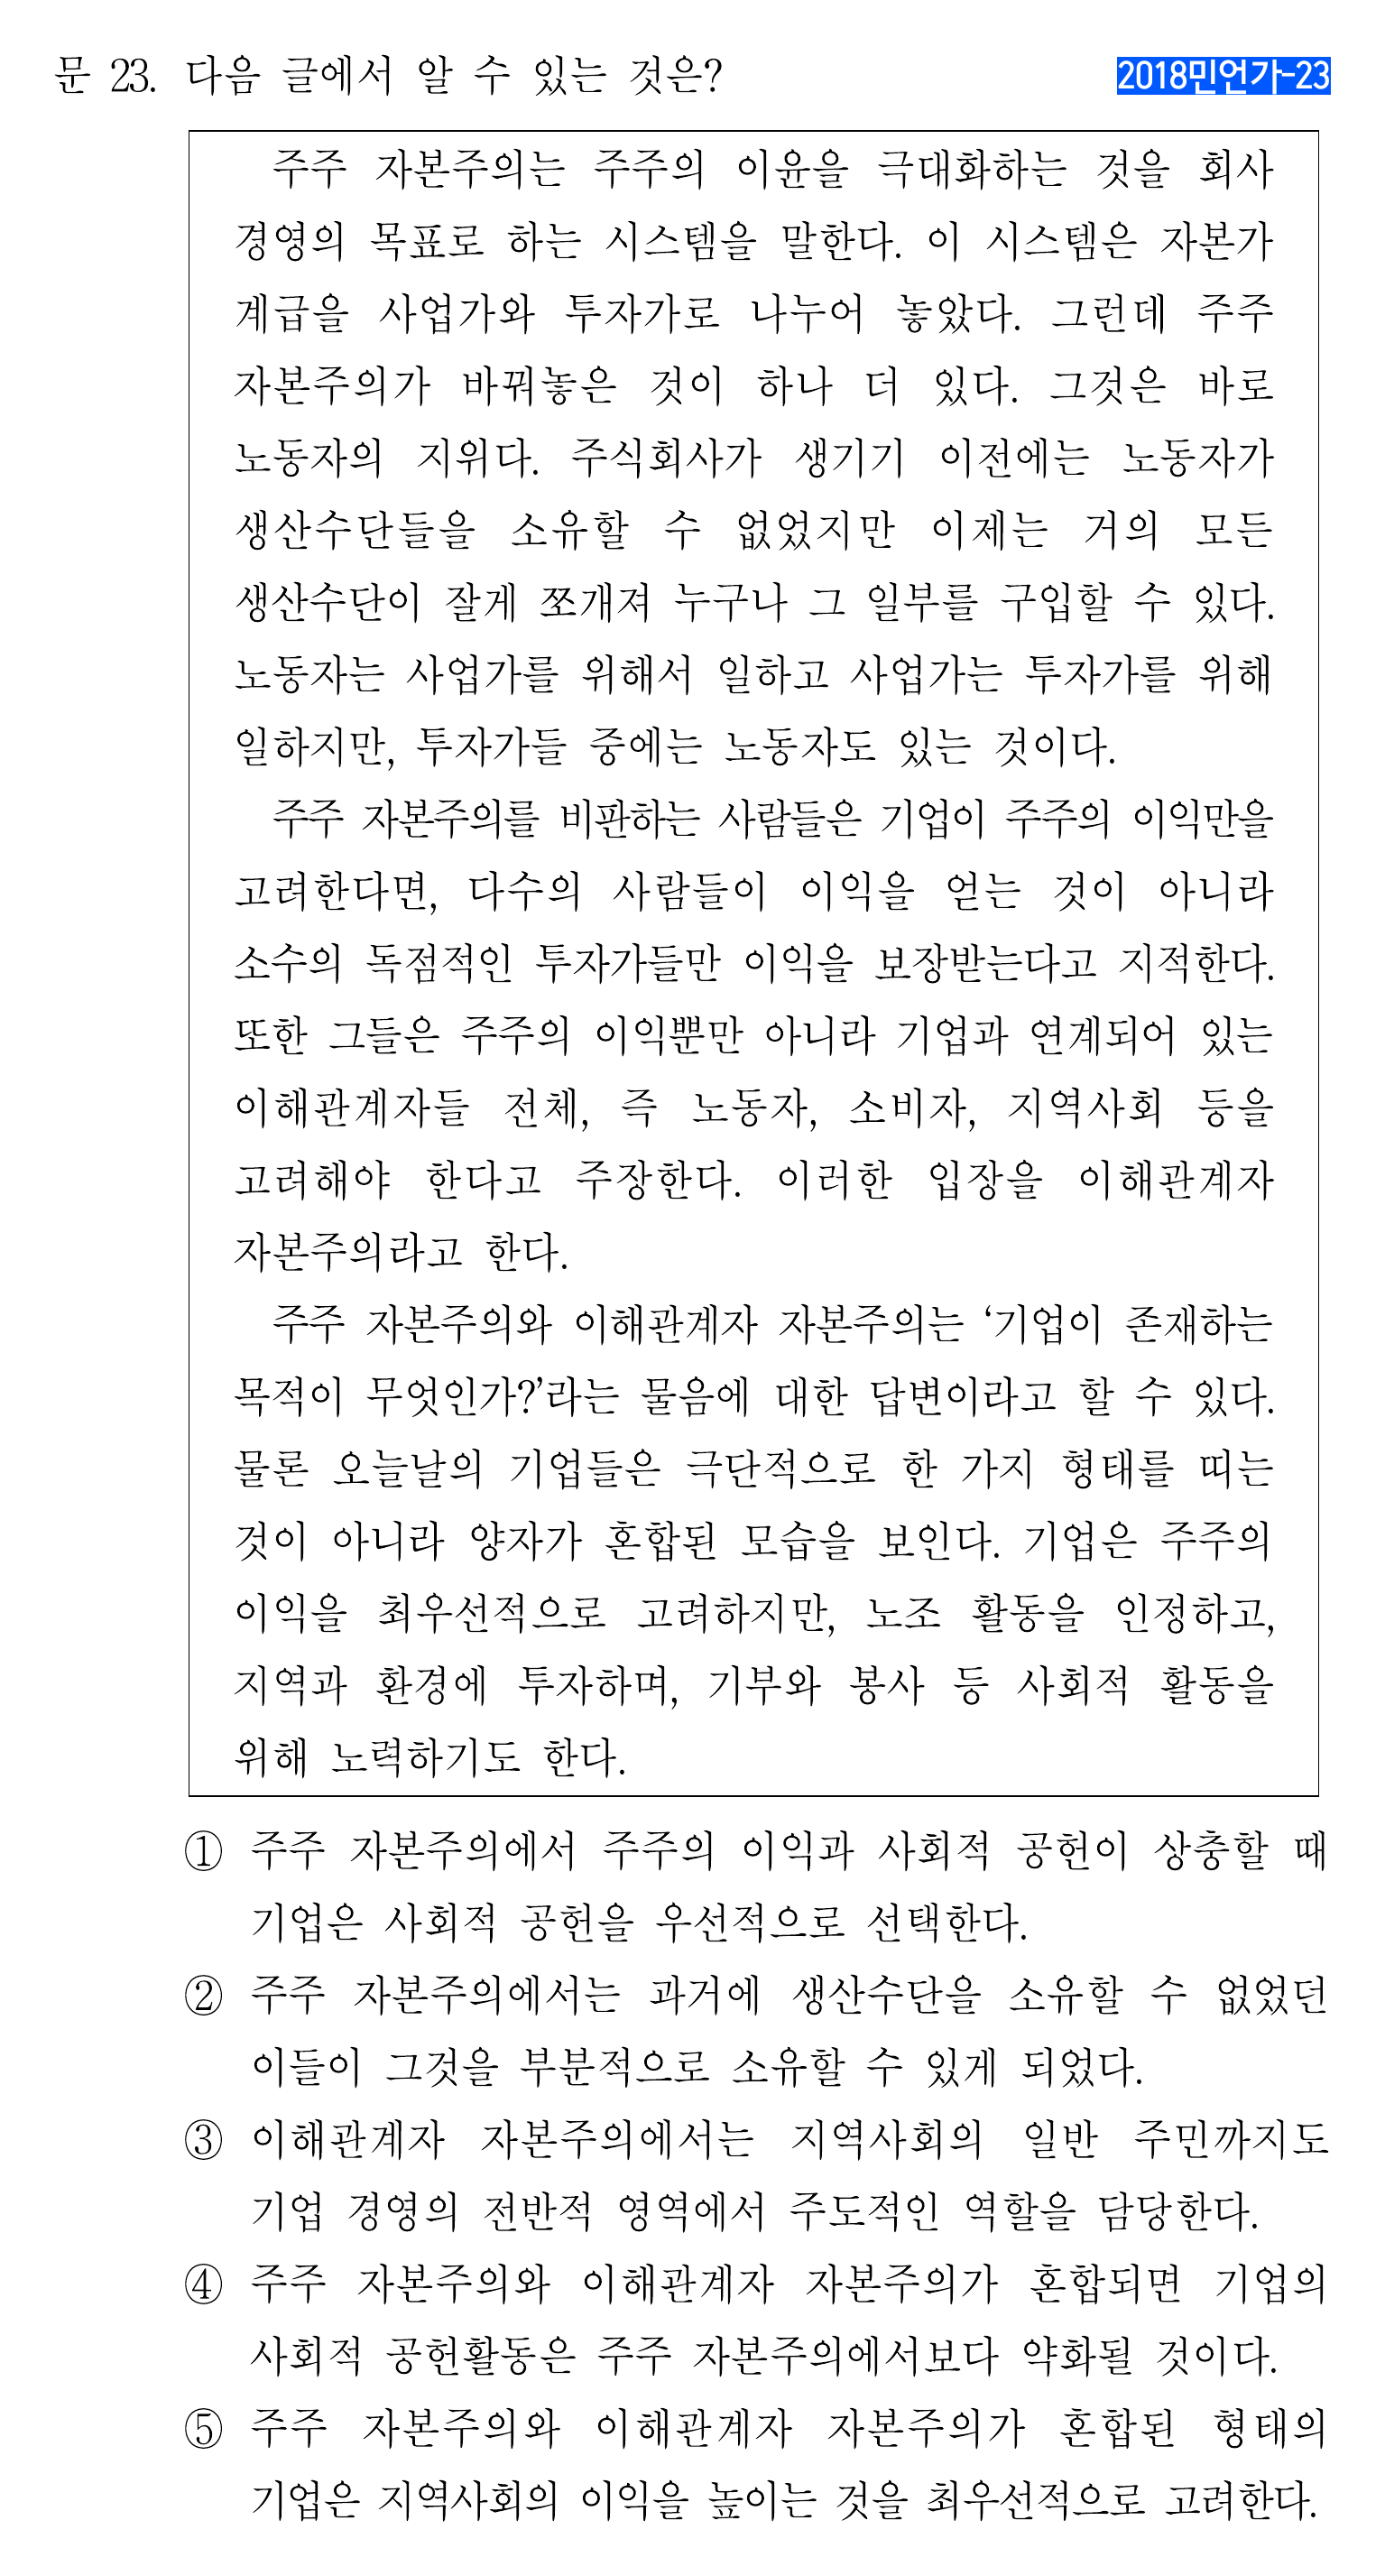 문 23. 다음 글에서 알 수 있는 것은?
2018민언가-23
주주 자본주의는 주주의 이윤을 극대화하는 것을 회사
경영의 목표로 하는 시스템을 말한다. 이 시스템은 자본가
계급을 사업가와 투자가로 나누어 놓았다. 그런데 주주
자본주의가 바꿔놓은 것이 하나 더 있다. 그것은 바로
노동자의 지위다. 주식회사가 생기기 이전에는 노동자가
생산수단들을 소유할 수 없었지만 이제는 거의 모든
생산수단이 잘게 쪼개져 누구나 그 일부를 구입할 수 있다.
노동자는 사업가를 위해서 일하고 사업가는 투자가를 위해
일하지만, 투자가들 중에는 노동자도 있는 것이다.
주주 자본주의를 비판하는 사람들은 기업이 주주의 이익만을
고려한다면, 다수의 사람들이 이익을 얻는 것이 아니라
소수의 독점적인 투자가들만 이익을 보장받는다고 지적한다.
또한 그들은 주주의 이익뿐만 아니라 기업과 연계되어 있는
이해관계자들 전체, 즉 노동자, 소비자, 지역사회 등을
고려해야 한다고 주장한다. 이러한 입장을 이해관계자
자본주의라고 한다.
주주 자본주의와 이해관계자 자본주의는 ‘기업이 존재하는
목적이 무엇인가?’라는 물음에 대한 답변이라고 할 수 있다.
물론 오늘날의 기업들은 극단적으로 한 가지 형태를 띠는
것이 아니라 양자가 혼합된 모습을 보인다. 기업은 주주의
이익을 최우선적으로 고려하지만, 노조 활동을 인정하고,
지역과 환경에 투자하며, 기부와 봉사 등 사회적 활동을
위해 노력하기도 한다.
① 주주 자본주의에서 주주의 이익과 사회적 공헌이 상충할 때
기업은 사회적 공헌을 우선적으로 선택한다.
② 주주 자본주의에서는 과거에 생산수단을 소유할 수 없었던
이들이 그것을 부분적으로 소유할 수 있게 되었다.
③ 이해관계자 자본주의에서는 지역사회의 일반 주민까지도
기업 경영의 전반적 영역에서 주도적인 역할을 담당한다.
④ 주주 자본주의와 이해관계자 자본주의가 혼합되면 기업의
사회적 공헌활동은 주주 자본주의에서보다 약화될 것이다.
⑤ 주주 자본주의와 이해관계자 자본주의가 혼합된 형태의
기업은 지역사회의 이익을 높이는 것을 최우선적으로 고려한다.